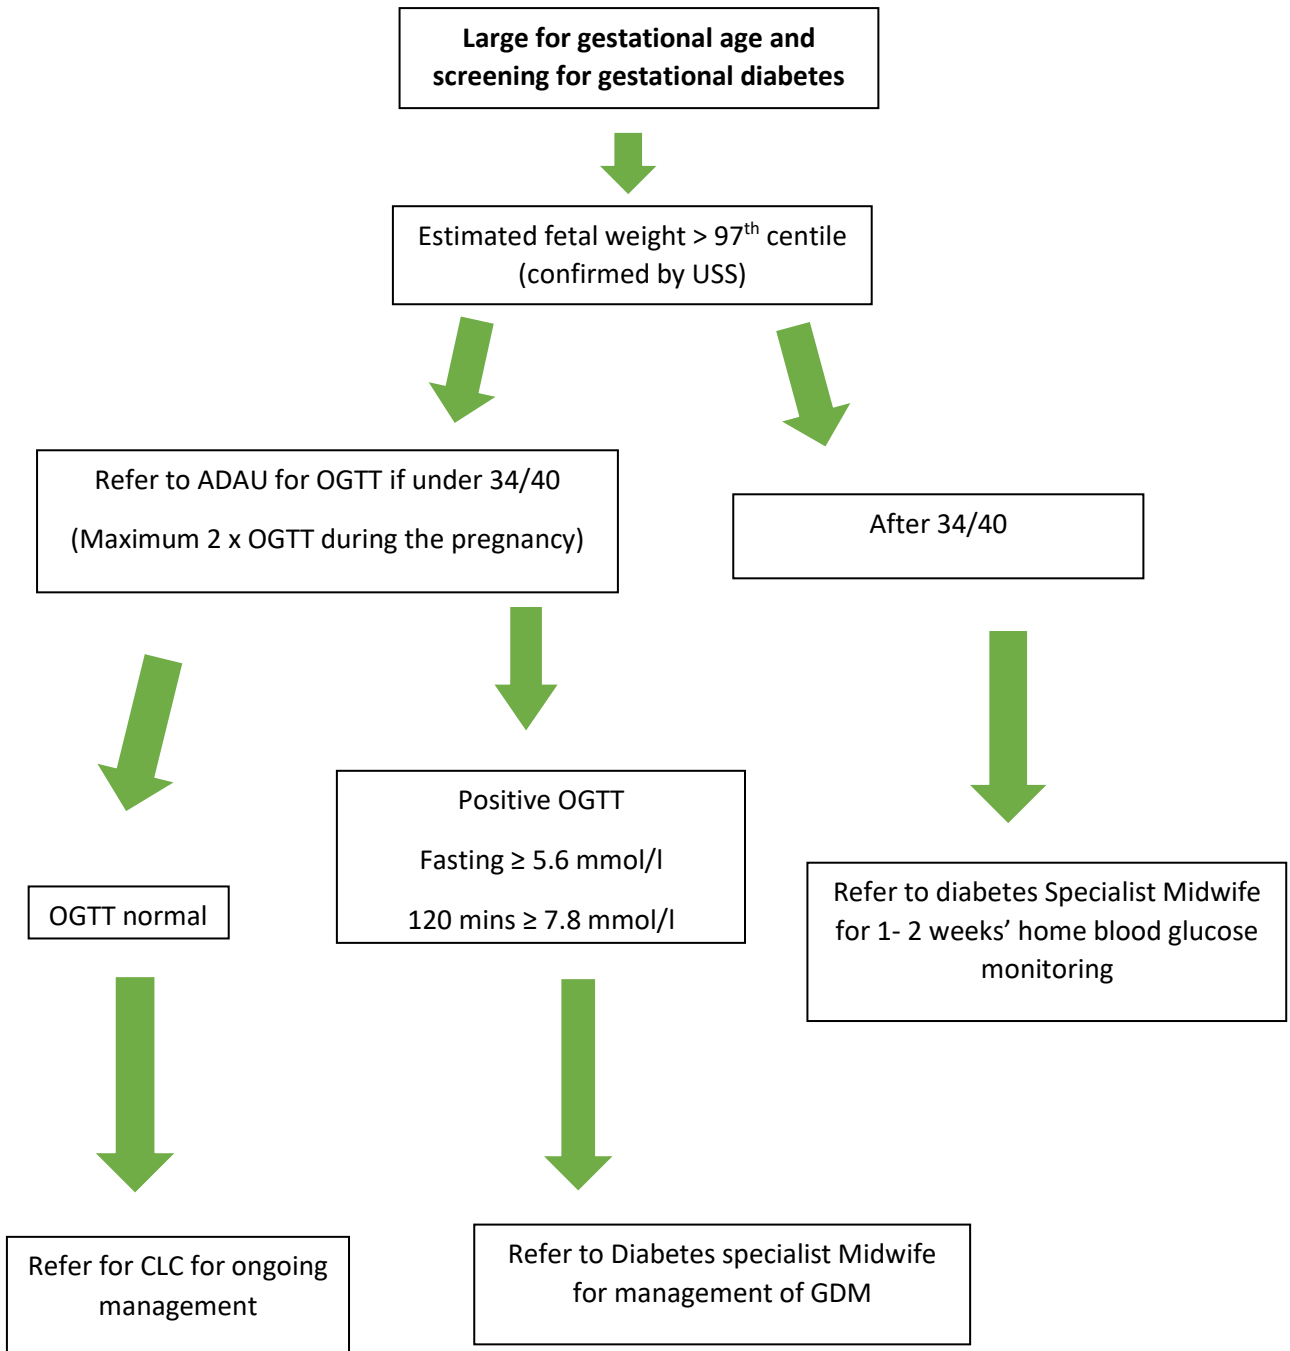 Large for gestational age and
screening for gestational diabetes
Estimated fetal weight > 97th centile
(confirmed by USS)
Refer to ADAU for OGTT if under 34/40
(Maximum 2 x OGTT during the pregnancy)
After 34/40
Positive OGTT
Fasting ≥ 5.6 mmol/l
120 mins ≥ 7.8 mmol/l
OGTT normal
Refer to diabetes Specialist Midwife
for 1- 2 weeks’ home blood glucose
monitoring
Refer for CLC for ongoing
management
Refer to Diabetes specialist Midwife
for management of GDM